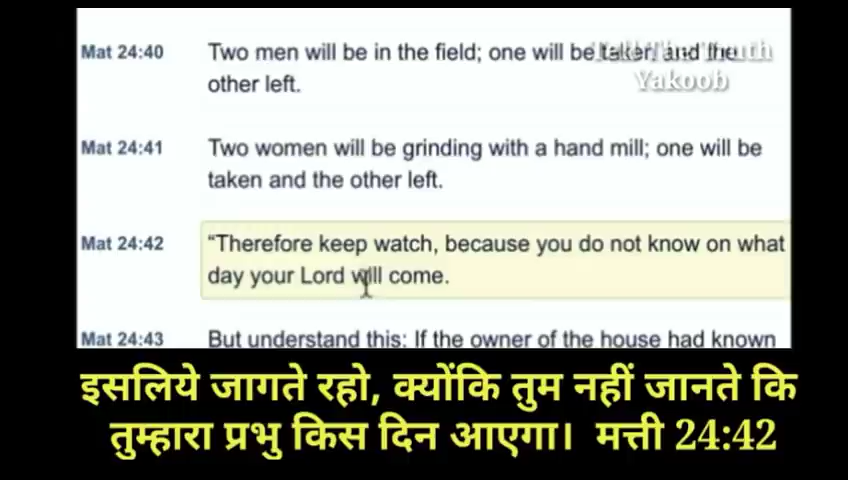 Mat 24:40 Two men will be in the field; one will be taken and the
other left.
Tell The Truth
Yakoob
Mat 24:41 Two women will be grinding with a hand mill; one will be
taken and the other left.
Mat 24:42 “Therefore keep watch, because you do not know on what
day your Lord will come.
Mat 24:43 But understand this: If the owner of the house had known
इसलिये जागते रहो, क्योंकि तुम नहीं जानते कि
तुम्हारा प्रभु किस दिन आएगा। मत्ती 24:42